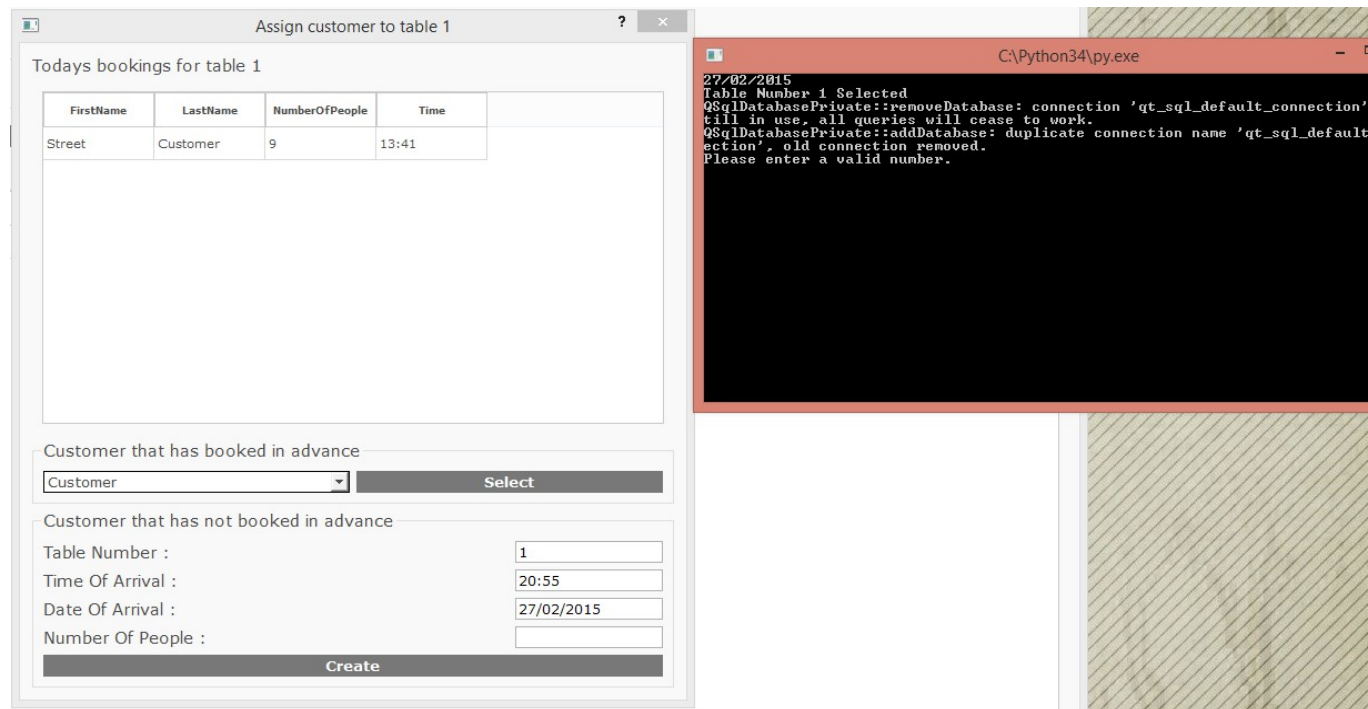 Assign customer to table 1
?
Todays bookings for table 1
FirstName LastName NumberOfPeople Time
Street Customer 9 13:41
Customer that has booked in advance
Customer Select
Customer that has not booked in advance
Table Number : 1
Time Of Arrival : 20:55
Date Of Arrival : 27/02/2015
Number Of People :
Create
C:\Python34\py.exe
27/02/2015
Table Number 1 Selected
QSqlDatabasePrivate::removeDatabase: connection 'qt_sql_default_connection'
till in use, all queries will cease to work.
QSqlDatabasePrivate::addDatabase: duplicate connection name 'qt_sql_default
ection', old connection removed.
Please enter a valid number.